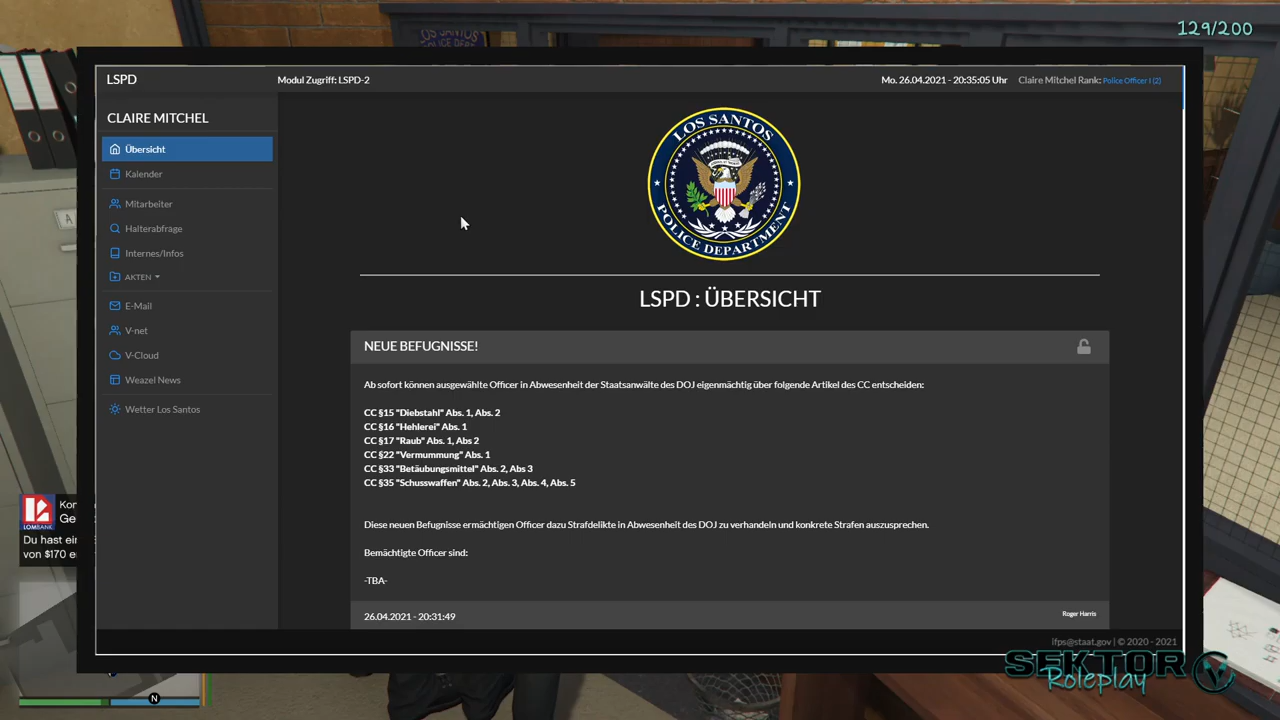 129/200
LOS SANTOS
LSPD
Modul Zugriff: LSPD-2
Mo. 26.04.2021 - 20:35:05 Uhr
Claire Mitchel Rank: Police Officer I (2)
CLAIRE MITCHEL
Übersicht
Kalender
Mitarbeiter
Halterabfrage
Internes/Infos
AKTEN
E-Mail
V-net
V-Cloud
Weazel News
Wetter Los Santos
LOS SANTOS
POLICE DEPARTMENT
LSPD : ÜBERSICHT
NEUE BEFUGNISSE!
Ab sofort können ausgewählte Officer in Abwesenheit der Staatsanwälte des DOJ eigenmächtig über folgende Artikel des CC entscheiden:
CC §15 "Diebstahl" Abs. 1, Abs. 2
CC §16 "Hehlerei" Abs. 1
CC §17 "Raub" Abs. 1, Abs 2
CC §22 "Vermummung" Abs. 1
CC §33 "Betäubungsmittel" Abs. 2, Abs 3
CC §35 "Schusswaffen" Abs. 2, Abs. 3, Abs. 4, Abs. 5
Diese neuen Befugnisse ermächtigen Officer dazu Strafdelikte in Abwesenheit des DOJ zu verhandeln und konkrete Strafen auszusprechen.
Bemächtigte Officer sind:
-TBA-
26.04.2021 - 20:31:49
Roger Harris
lfps@staat.gov | © 2020 - 2021
A
LOMBANK
Kon
Ge
Du hast ein
von $170 e
N
SEKTOR V
Roleplay